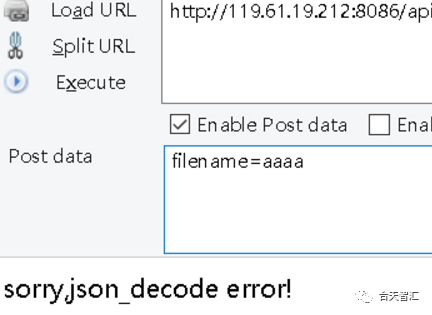 Load URL
http://119.61.19.212:8086/api
Split URL
Execute
Enable Post data
Enal
Post data
filename=aaaa
sorry,json_decode error!
合天智汇